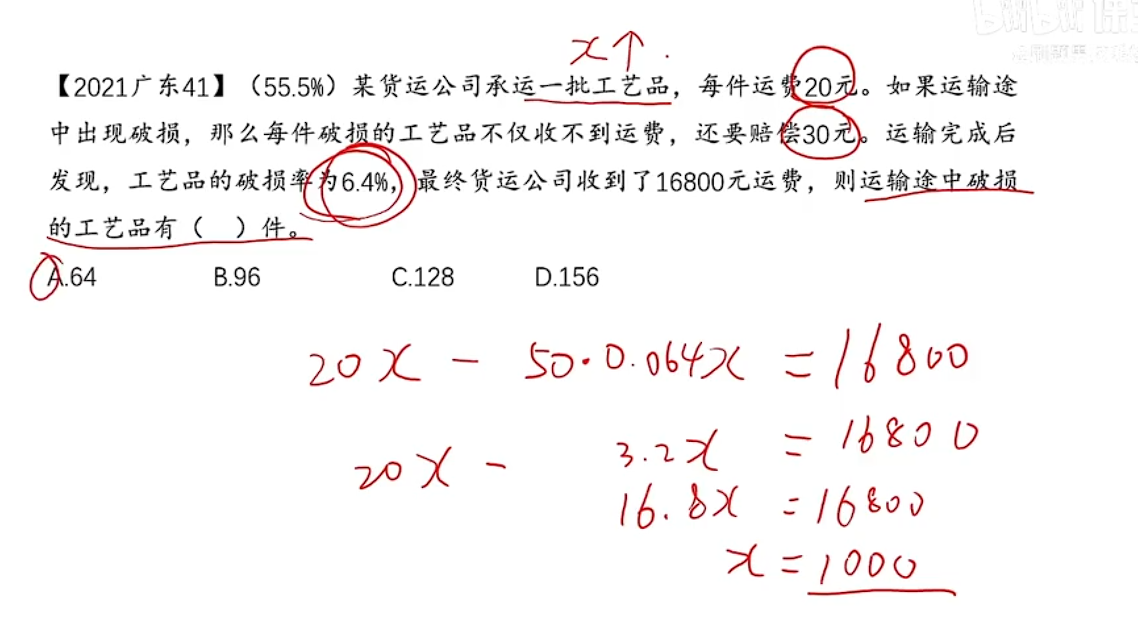 x↑
【2021广东41】（55.5%）某货运公司承运一批工艺品，每件运费20元。如果运输途
中出现破损，那么每件破损的工艺品不仅收不到运费，还要赔偿30元。运输完成后
发现，工艺品的破损率为6.4%，最终货运公司收到了16800元运费，则运输途中破损
的工艺品有（ ）件。
A.64 B.96 C.128 D.156
20x - 50·0.064x = 16800
20x - 3.2x = 16800
16.8x = 16800
x = 1000